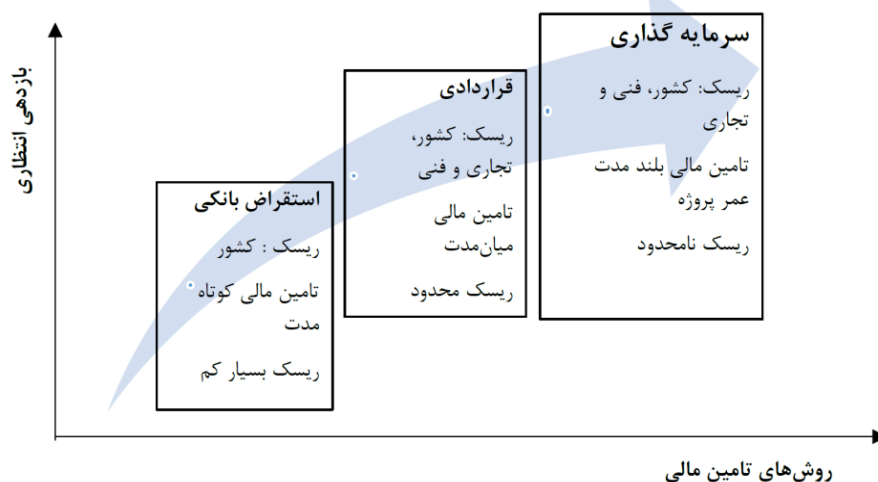 بازدهی انتظاری
سرمایه گذاری
ریسک: کشور، فنی و
تجاری
تامین مالی بلند مدت
عمر پروژه
ریسک نامحدود
قراردادی
ریسک: کشور،
تجاری و فنی
تامین مالی
میان‌مدت
ریسک محدود
استقراض بانکی
ریسک : کشور
تامین مالی کوتاه
مدت
ریسک بسیار کم
روش‌های تامین مالی